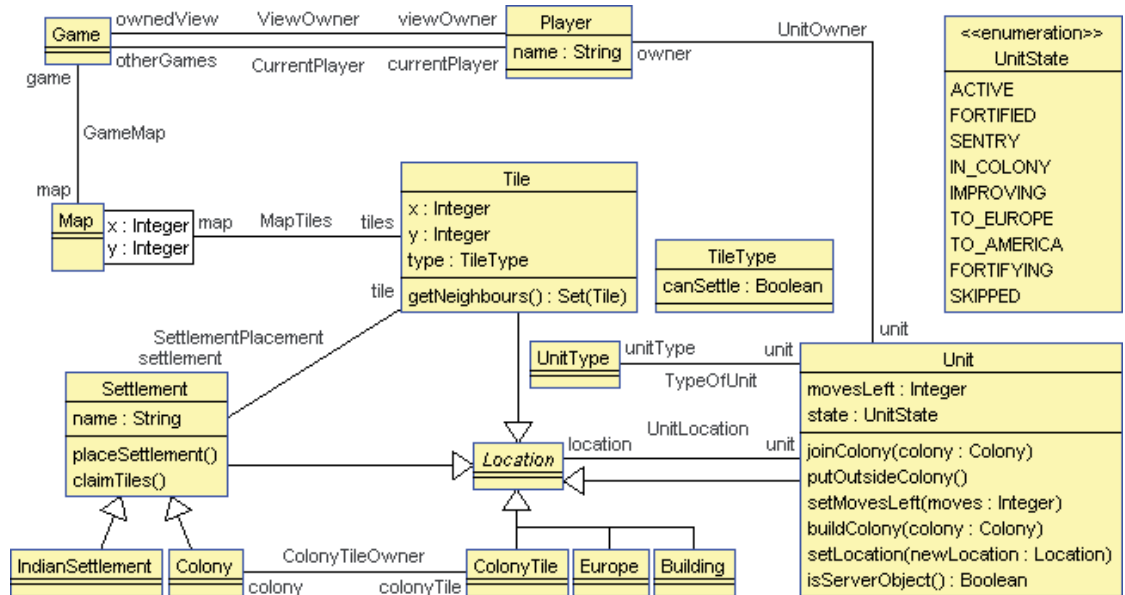 Game
ownedView
ViewOwner
viewOwner
otherGames
CurrentPlayer
currentPlayer
Player
name : String
owner
UnitOwner
<<enumeration>>
UnitState
ACTIVE
FORTIFIED
SENTRY
IN_COLONY
IMPROVING
TO_EUROPE
TO_AMERICA
FORTIFYING
SKIPPED
game
GameMap
map
Map
x : Integer
y : Integer
map
MapTiles
tiles
Tile
x : Integer
y : Integer
type : TileType
getNeighbours() : Set(Tile)
TileType
canSettle : Boolean
tile
SettlementPlacement
settlement
Settlement
name : String
placeSettlement()
claimTiles()
UnitType
unitType
unit
TypeOfUnit
unit
Unit
movesLeft : Integer
state : UnitState
joinColony(colony : Colony)
putOutsideColony()
setMovesLeft(moves : Integer)
buildColony(colony : Colony)
setLocation(newLocation : Location)
isServerObject() : Boolean
Location
location
UnitLocation
unit
IndianSettlement
Colony
ColonyTileOwner
colony
colonyTile
ColonyTile
Europe
Building